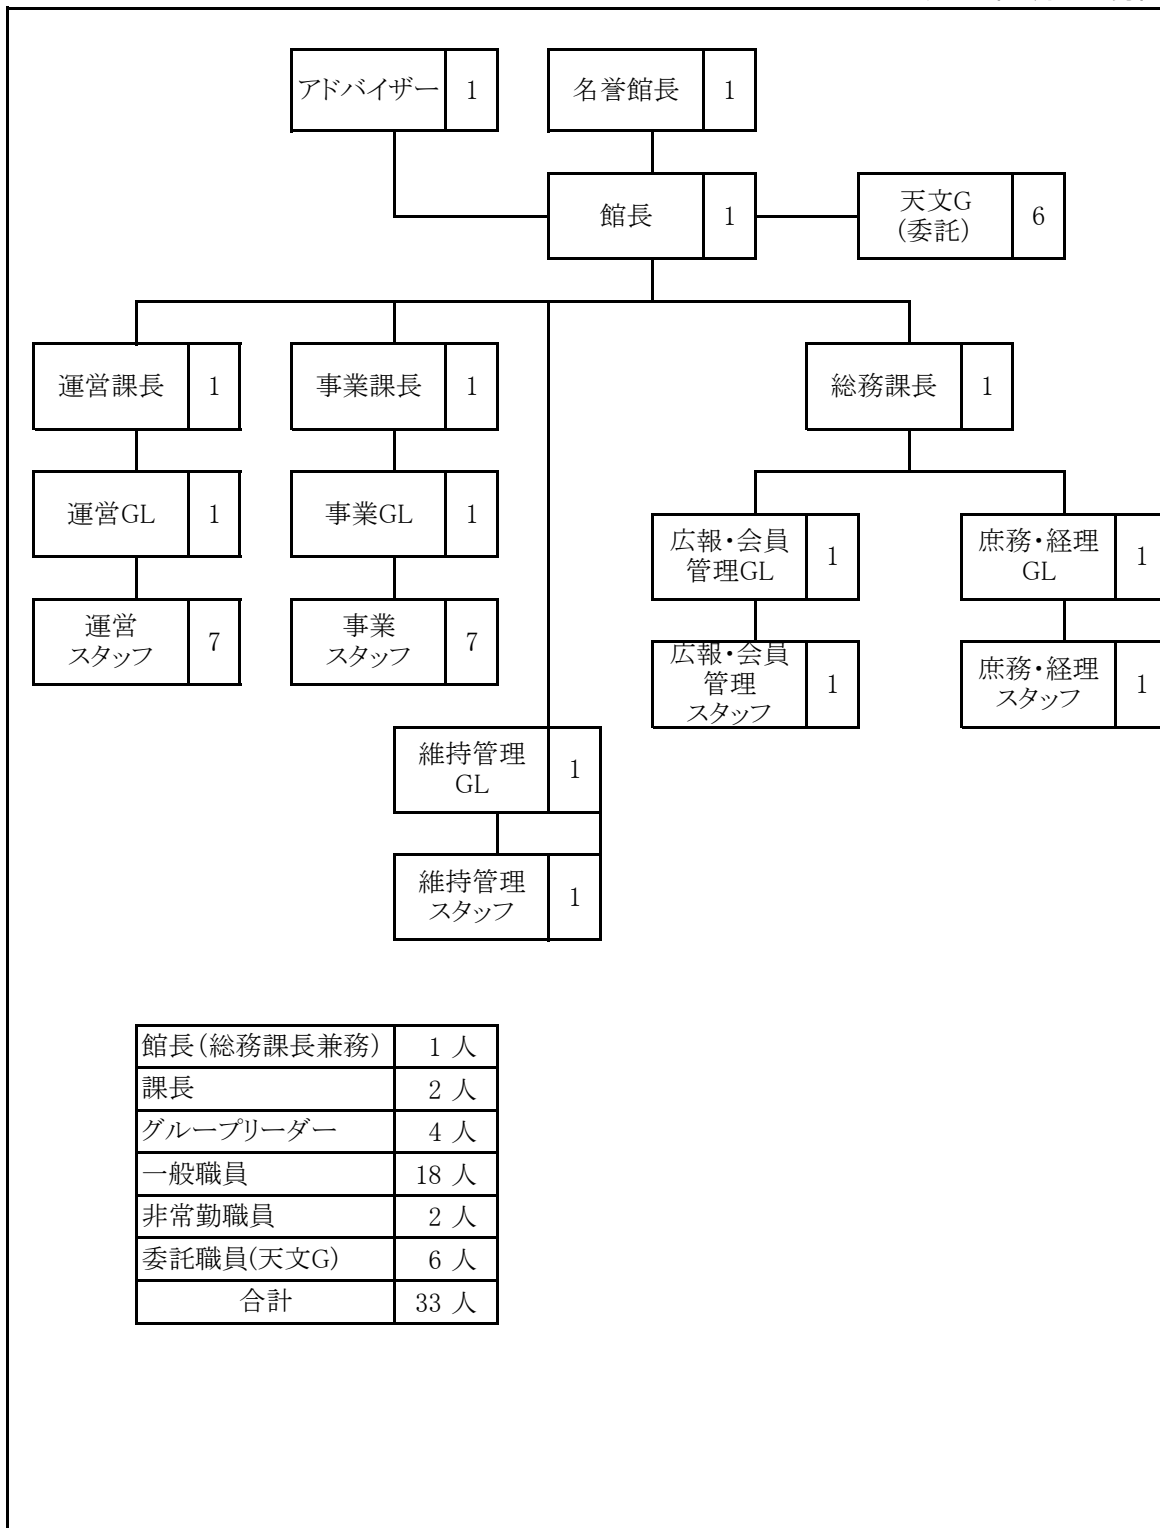 アドバイザー 1 名誉館長 1
館長 1
天文G
(委託) 6
運営課長 1 事業課長 1 総務課長 1
運営GL 1 事業GL 1
広報・会員
管理GL 1
庶務・経理
GL 1
運営
スタッフ 7
事業
スタッフ 7
広報・会員
管理
スタッフ 1
庶務・経理
スタッフ 1
維持管理
GL 1
維持管理
スタッフ 1
館長(総務課長兼務) 1 人
課長 2 人
グループリーダー 4 人
一般職員 18 人
非常勤職員 2 人
委託職員(天文G) 6 人
合計 33 人